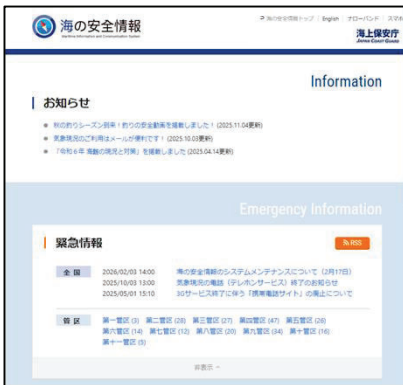 海の安全情報
Maritime Information and Communication System
海の安全情報トップ | English | ナローバンド | スマホ
海上保安庁
JAPAN COAST GUARD
Information
お知らせ
秋の釣りシーズン到来！釣りの安全動画を掲載しました！(2025.11.04更新)
気象現況のご利用はメールが便利です！(2025.10.03更新)
「令和6年 海難の現況と対策」を掲載しました (2025.04.14更新)
Emergency Information
緊急情報
RSS
全国 2026/02/03 14:00 海の安全情報のシステムメンテナンスについて（2月17日）
2025/10/03 13:00 気象現況の電話（テレホンサービス）終了のお知らせ
2025/05/01 15:10 3Gサービス終了に伴う「携帯電話サイト」の廃止について
管区 第一管区 (3) 第二管区 (28) 第三管区 (27) 第四管区 (47) 第五管区 (26)
第六管区 (14) 第七管区 (12) 第八管区 (20) 第九管区 (34) 第十管区 (16)
第十一管区 (5)
非表示